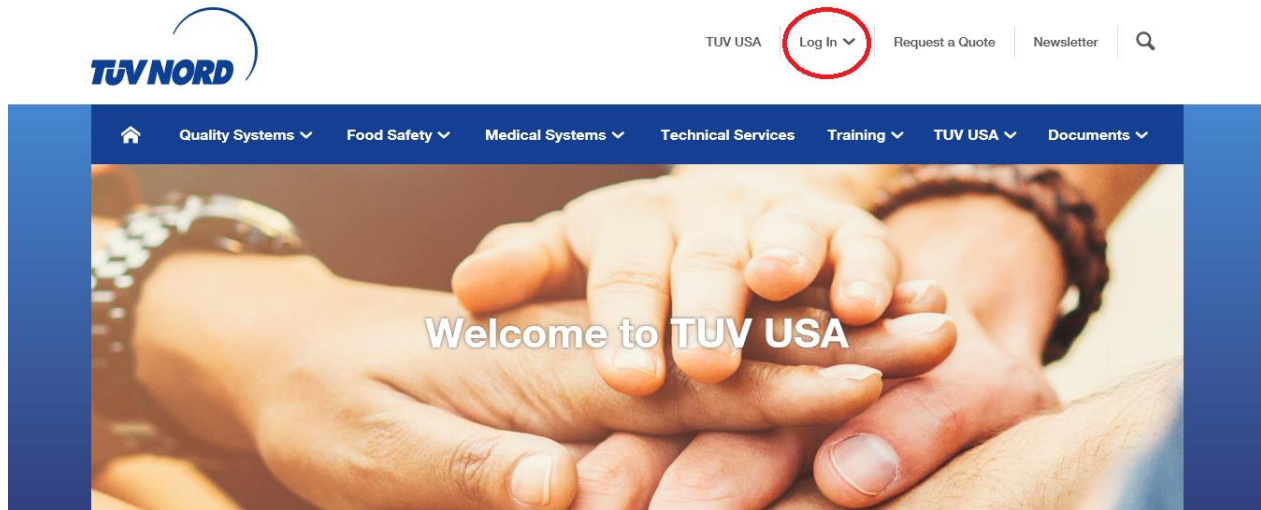 TUV USA Log In Request a Quote Newsletter
TÜV NORD
Quality Systems Food Safety Medical Systems Technical Services Training TUV USA Documents
Welcome to TUV USA